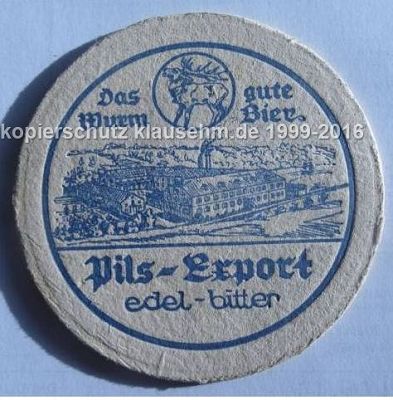 Das gute
Wurm Bier.
kopierschutz klausehm.de 1999-2016
Pils-Export
edel-bitter